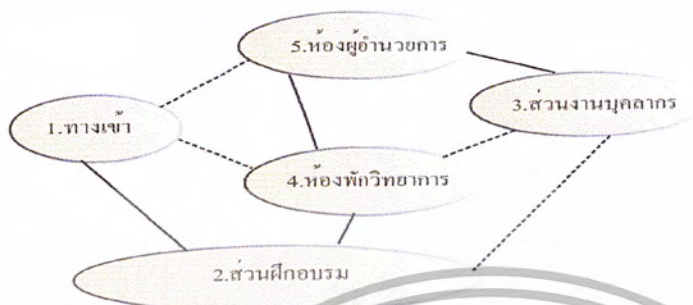 5.ห้องผู้อำนวยการ
3.ส่วนงานบุคลากร
1.ทางเข้า
4.ห้องพักวิทยาการ
2.ส่วนฝึกอบรม